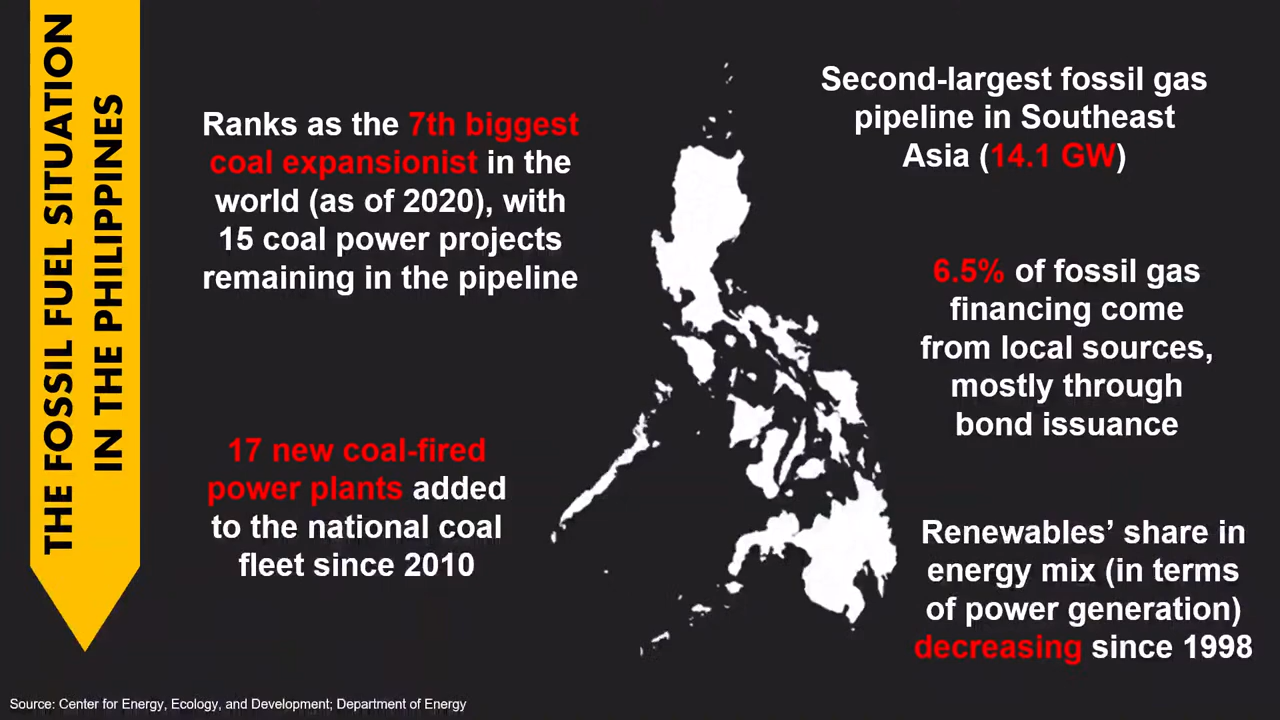 THE FOSSIL FUEL SITUATION
IN THE PHILIPPINES
Ranks as the 7th biggest
coal expansionist in the
world (as of 2020), with
15 coal power projects
remaining in the pipeline
17 new coal-fired
power plants added
to the national coal
fleet since 2010
Second-largest fossil gas
pipeline in Southeast
Asia (14.1 GW)
6.5% of fossil gas
financing come
from local sources,
mostly through
bond issuance
Renewables’ share in
energy mix (in terms
of power generation)
decreasing since 1998
Source: Center for Energy, Ecology, and Development; Department of Energy